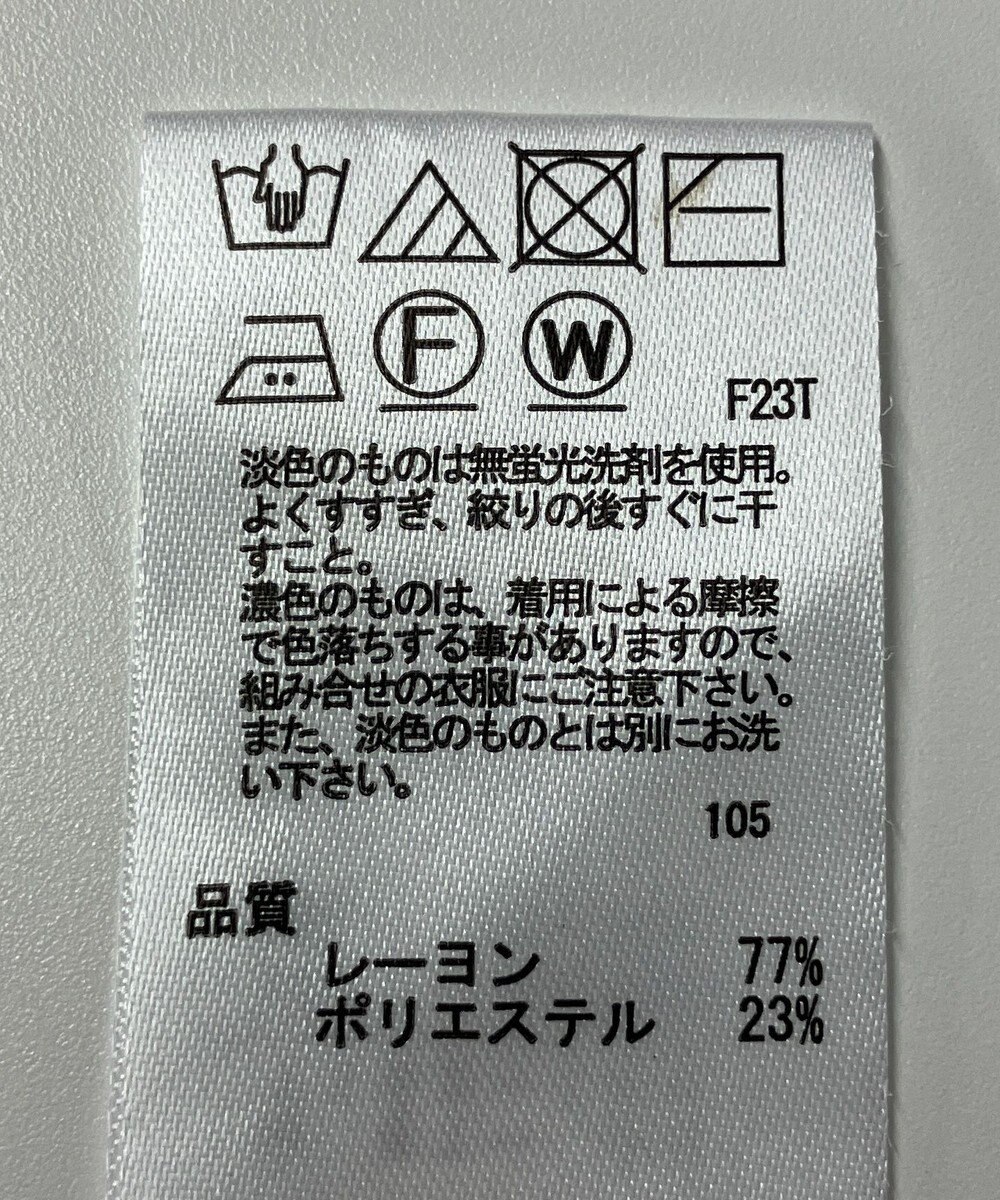 F
W
F23T
淡色のものは無蛍光洗剤を使用。
よくすすぎ、絞りの後すぐに干
すこと。
濃色のものは、着用による摩擦
で色落ちする事がありますので、
組み合せの衣服にご注意下さい。
また、淡色のものとは別にお洗
い下さい。
105
品質
レーヨン 77%
ポリエステル 23%